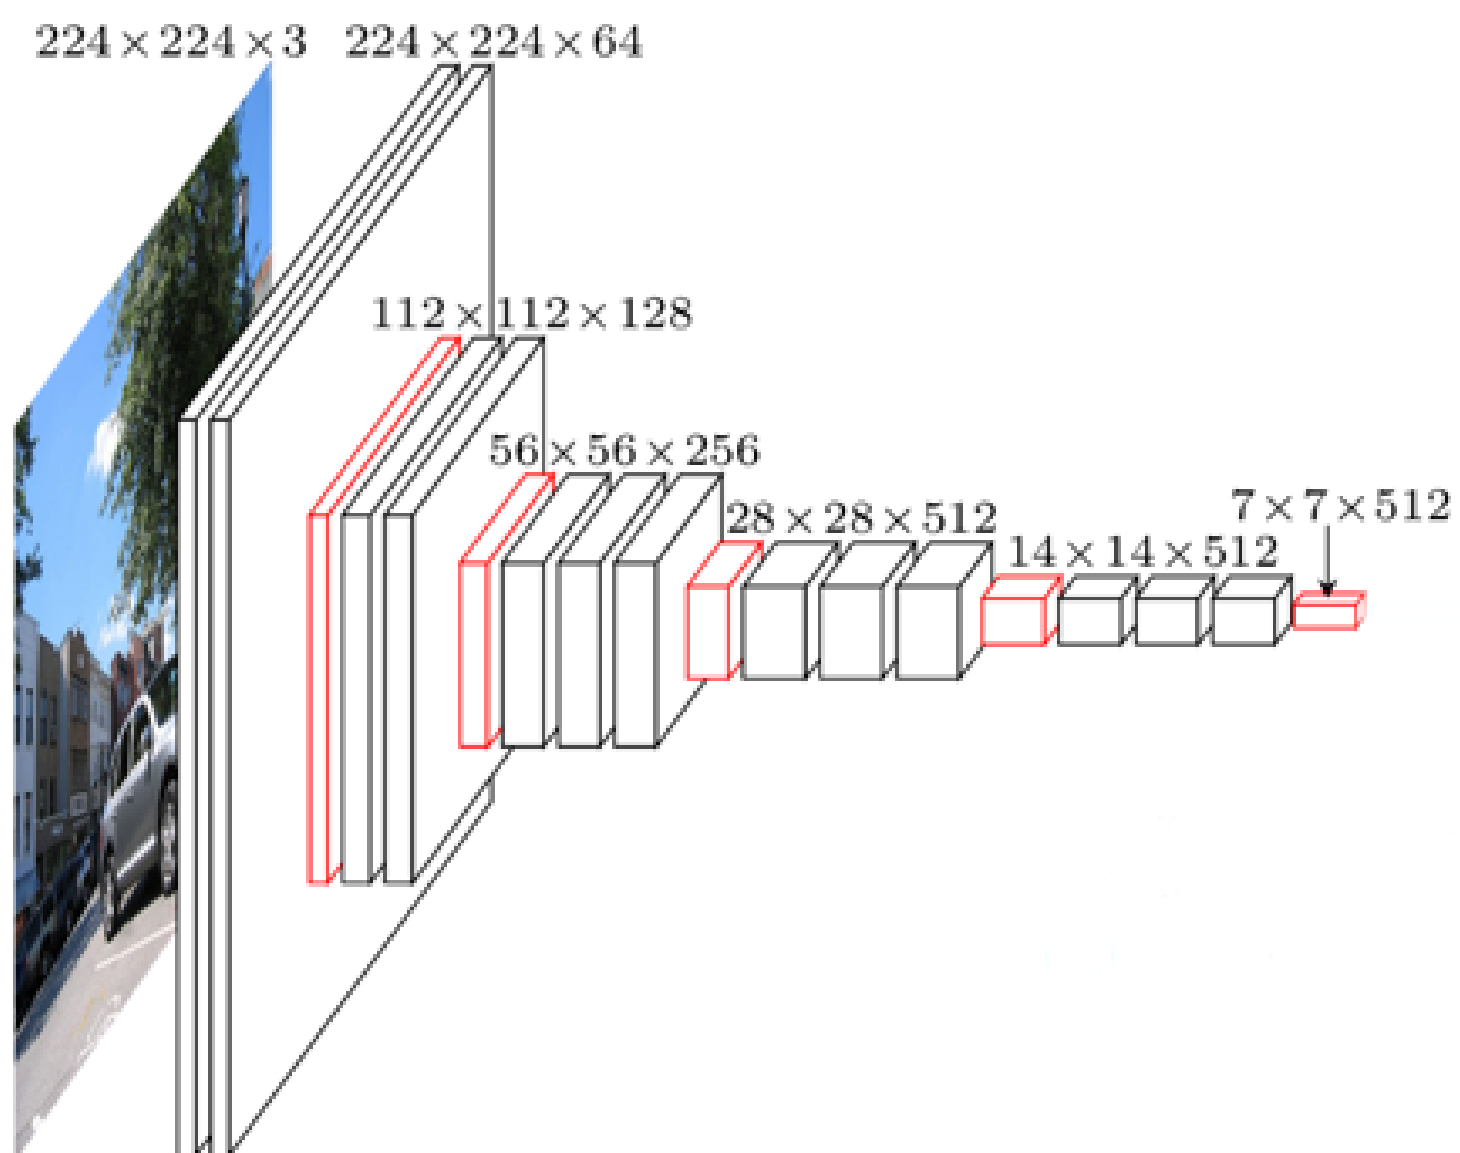 224 × 224 × 3
224 × 224 × 64
112 × 112 × 128
56 × 56 × 256
28 × 28 × 512
14 × 14 × 512
7 × 7 × 512